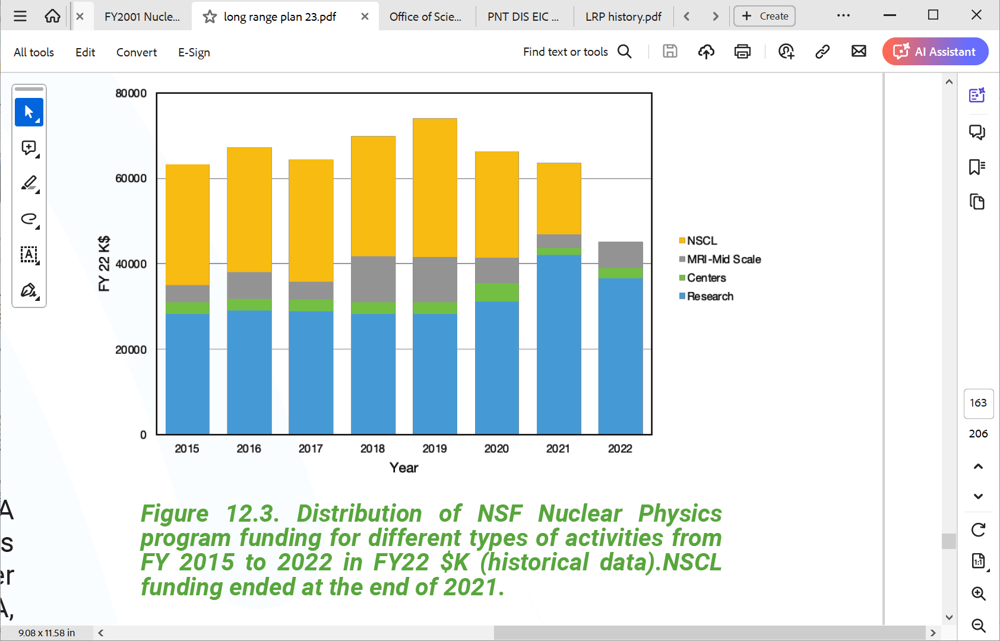 FY2001 Nucle...
long range plan 23.pdf
Office of Scie...
PNT DIS EIC ...
LRP history.pdf
Create
All tools
Edit
Convert
E-Sign
Find text or tools
AI Assistant
80000
60000
40000
20000
0
FY 22 K$
2015 2016 2017 2018 2019 2020 2021 2022
Year
NSCL
MRI-Mid Scale
Centers
Research
Figure 12.3. Distribution of NSF Nuclear Physics
program funding for different types of activities from
FY 2015 to 2022 in FY22 $K (historical data).NSCL
funding ended at the end of 2021.
A
s
er
A,
163
206
1:1
9.08 x 11.58 in